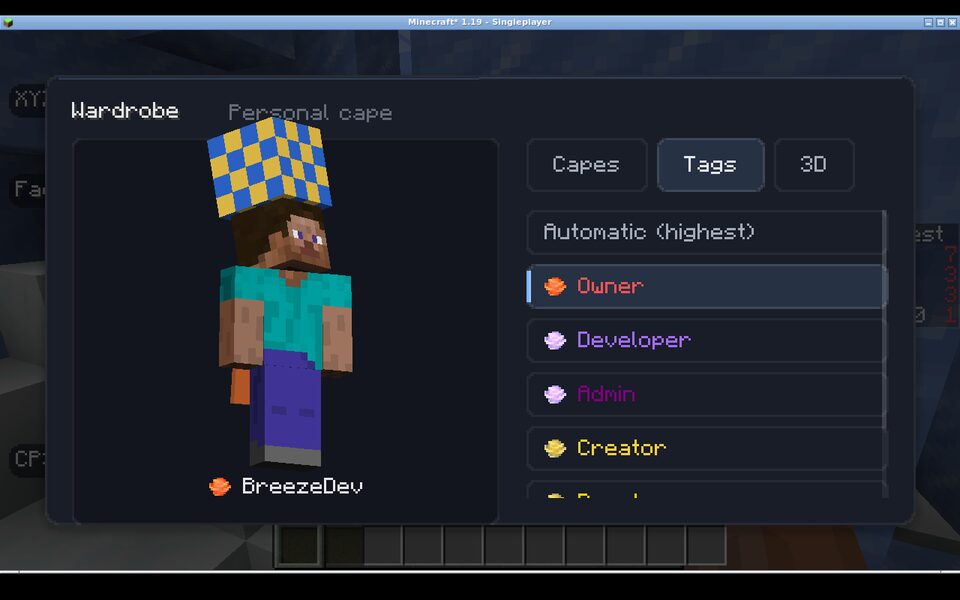 Minecraft* 1.19 - Singleplayer
Wardrobe
Personal cape
Capes
Tags
3D
Automatic (highest)
Owner
Developer
Admin
Creator
BreezeDev